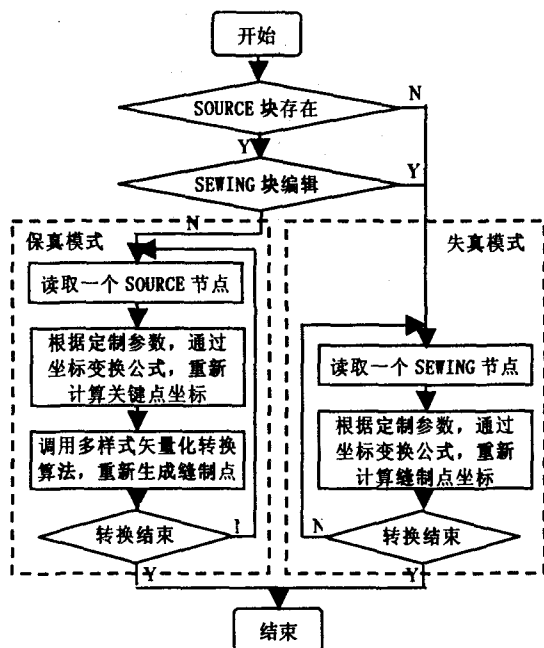 开始
SOURCE 块存在
N
Y
SEWING 块编辑
Y
N
保真模式
读取一个 SOURCE 节点
根据定制参数，通过
坐标变换公式，重新
计算关键点坐标
调用多样式矢量化转换
算法，重新生成缝制点
转换结束
Y
失真模式
读取一个 SEWING 节点
根据定制参数，通过
坐标变换公式，重新
计算缝制点坐标
N
转换结束
Y
结束